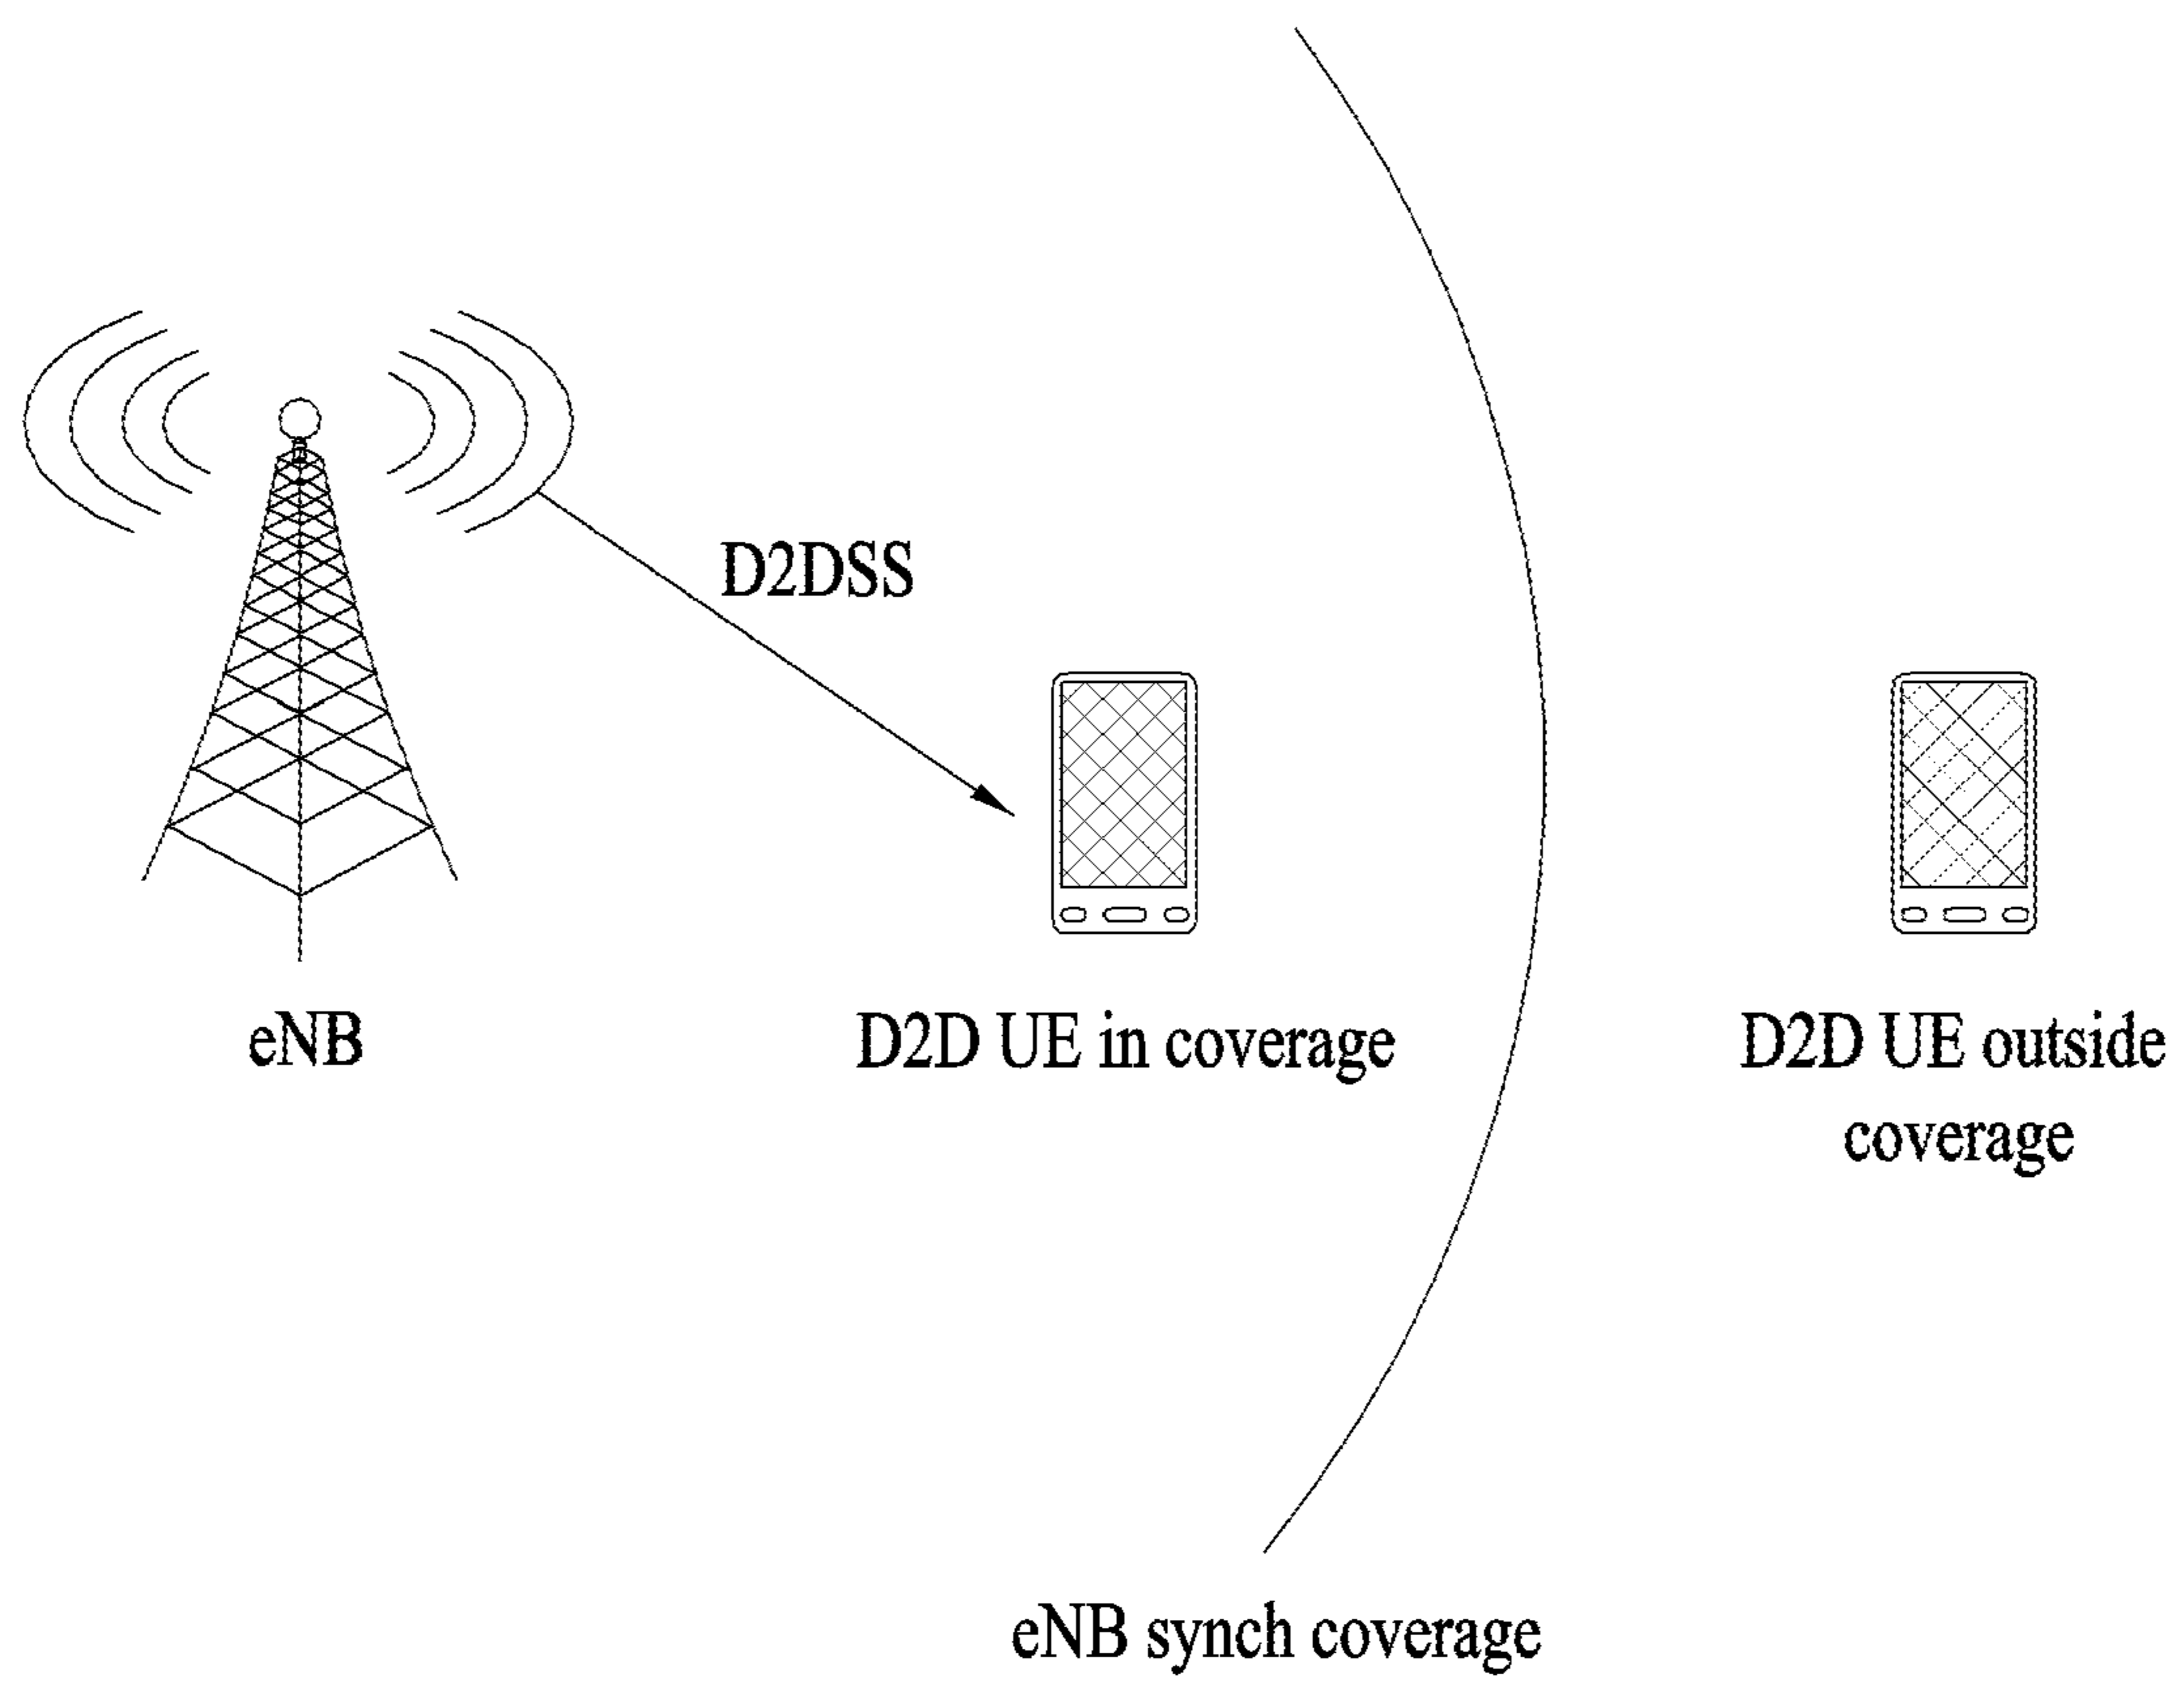 D2DSS
eNB
D2D UE in coverage
D2D UE outside
coverage
eNB synch coverage